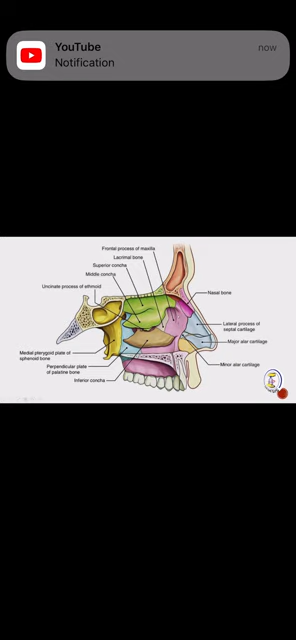 YouTube
now
Notification
Frontal process of maxilla
Lacrimal bone
Superior concha
Middle concha
Uncinate process of ethmoid
Nasal bone
Lateral process of
septal cartilage
Major alar cartilage
Medial pterygoid plate of
sphenoid bone
Perpendicular plate
of palatine bone
Minor alar cartilage
Inferior concha